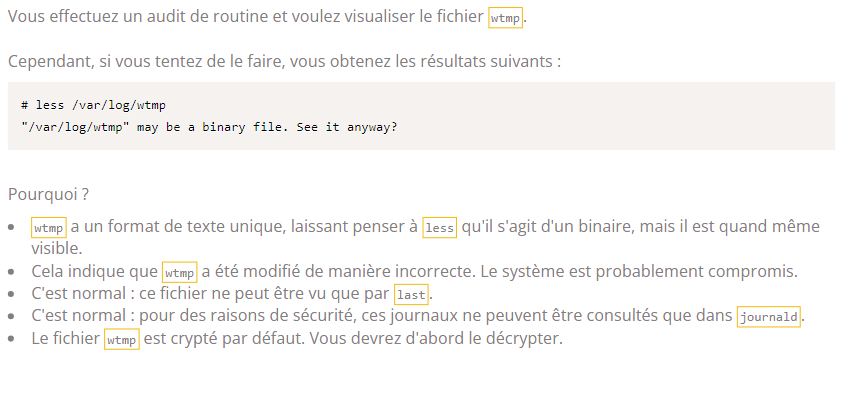 Vous effectuez un audit de routine et voulez visualiser le fichier wtmp.
Cependant, si vous tentez de le faire, vous obtenez les résultats suivants :
# less /var/log/wtmp
"/var/log/wtmp" may be a binary file. See it anyway?
Pourquoi ?
• wtmp a un format de texte unique, laissant penser à less qu'il s'agit d'un binaire, mais il est quand même
visible.
• Cela indique que wtmp a été modifié de manière incorrecte. Le système est probablement compromis.
• C'est normal : ce fichier ne peut être vu que par last.
• C'est normal : pour des raisons de sécurité, ces journaux ne peuvent être consultés que dans journald.
• Le fichier wtmp est crypté par défaut. Vous devrez d'abord le décrypter.